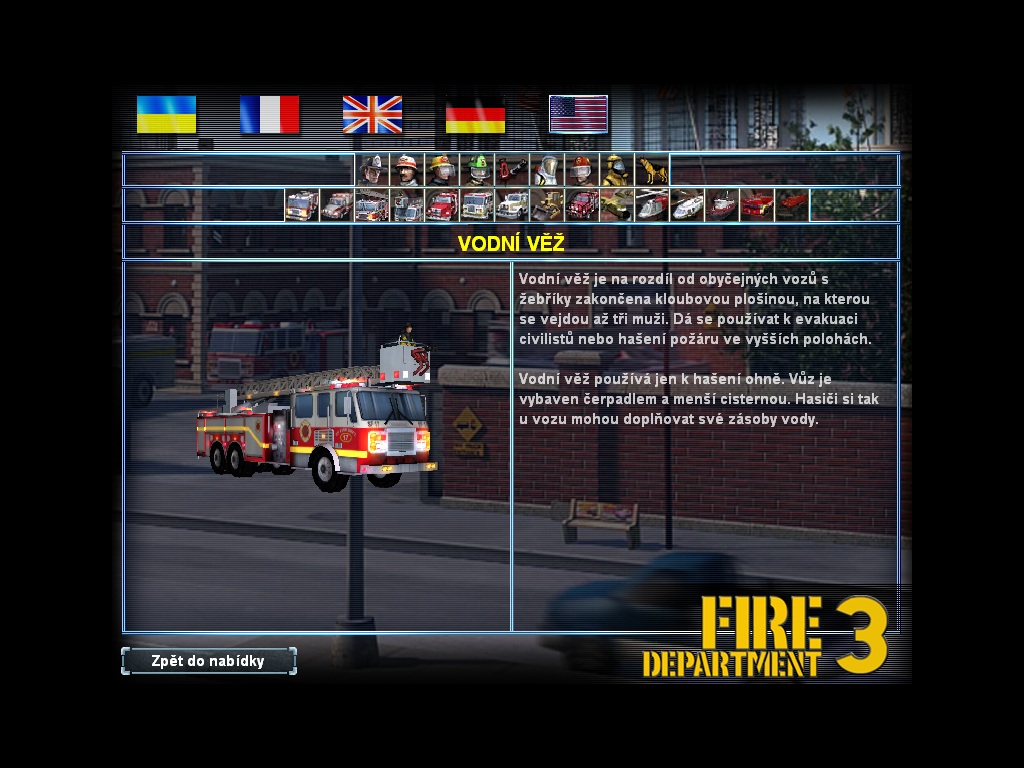 VODNÍ VĚŽ
Vodní věž je na rozdíl od obyčejných vozů s
žebříky zakončena kloubovou plošinou, na kterou
se vejdou až tři muži. Dá se používat k evakuaci
civilistů nebo hašení požáru ve vyšších polohách.
Vodní věž používá jen k hašení ohně. Vůz je
vybaven čerpadlem a menší cisternou. Hasiči si tak
u vozu mohou doplňovat své zásoby vody.
FIRE
DEPARTMENT 3
Zpět do nabídky